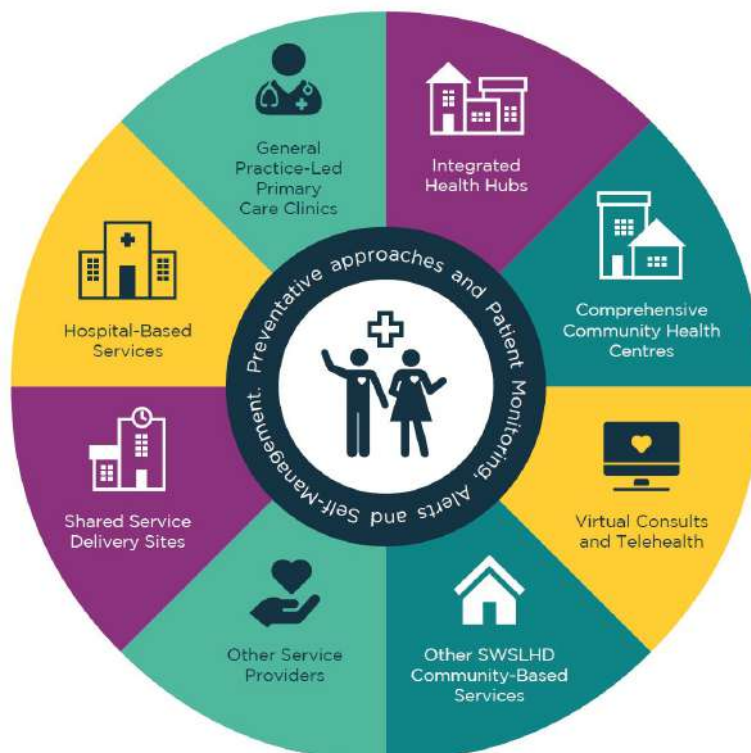 General
Practice-Led
Primary
Care Clinics
Integrated
Health Hubs
Comprehensive
Community Health
Centres
Virtual Consults
and Telehealth
Other SWSLHD
Community-Based
Services
Other Service
Providers
Shared Service
Delivery Sites
Hospital-Based
Services
Preventative approaches and Patient Monitoring, Alerts and Self-Management.